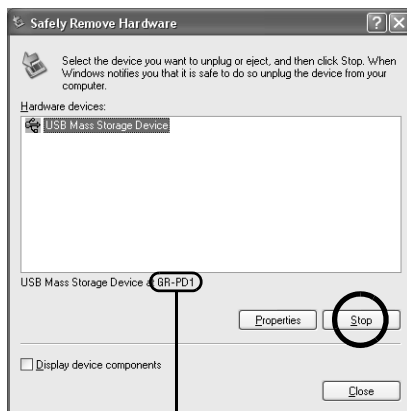 Safely Remove Hardware
Select the device you want to unplug or eject, and then click Stop. When
Windows notifies you that it is safe to do so unplug the device from your
computer.
Hardware devices:
USB Mass Storage Device
USB Mass Storage Device at GR-PD1
Properties
Stop
Display device components
Close